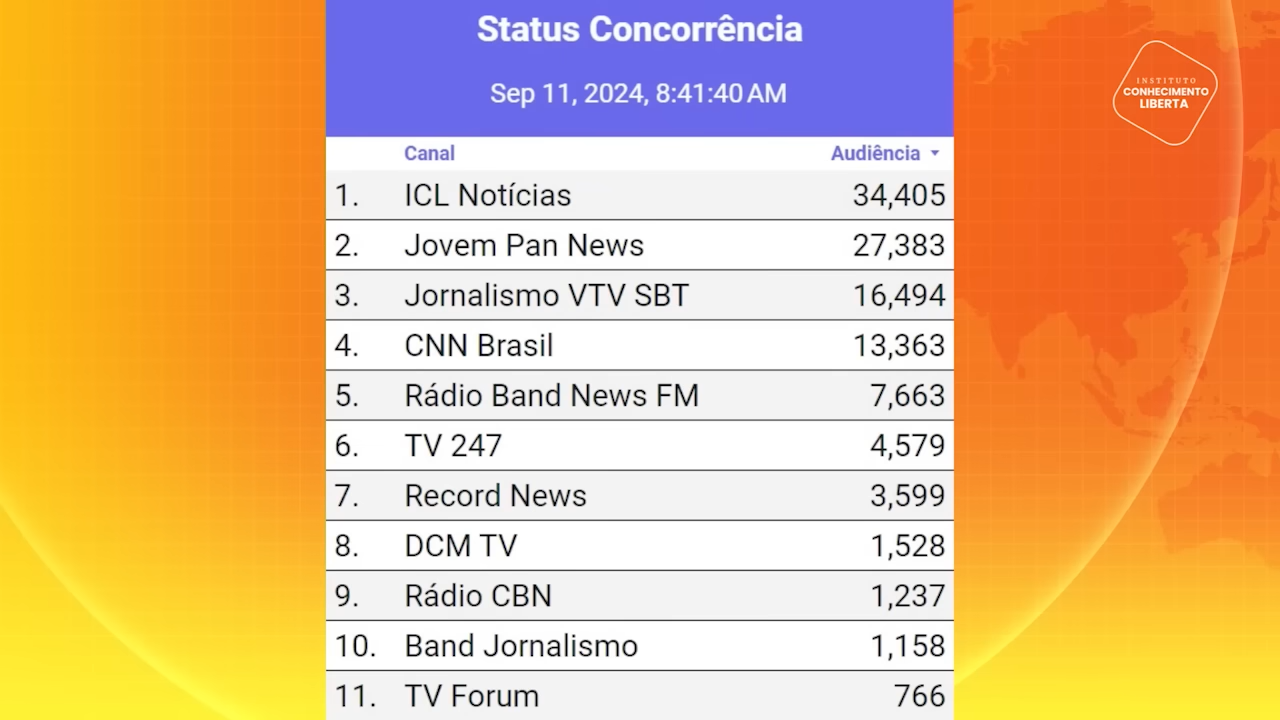 Status Concorrência
Sep 11, 2024, 8:41:40 AM
INSTITUTO
CONHECIMENTO
LIBERTA
Canal Audiência
1. ICL Notícias 34,405
2. Jovem Pan News 27,383
3. Jornalismo VTV SBT 16,494
4. CNN Brasil 13,363
5. Rádio Band News FM 7,663
6. TV 247 4,579
7. Record News 3,599
8. DCM TV 1,528
9. Rádio CBN 1,237
10. Band Jornalismo 1,158
11. TV Forum 766